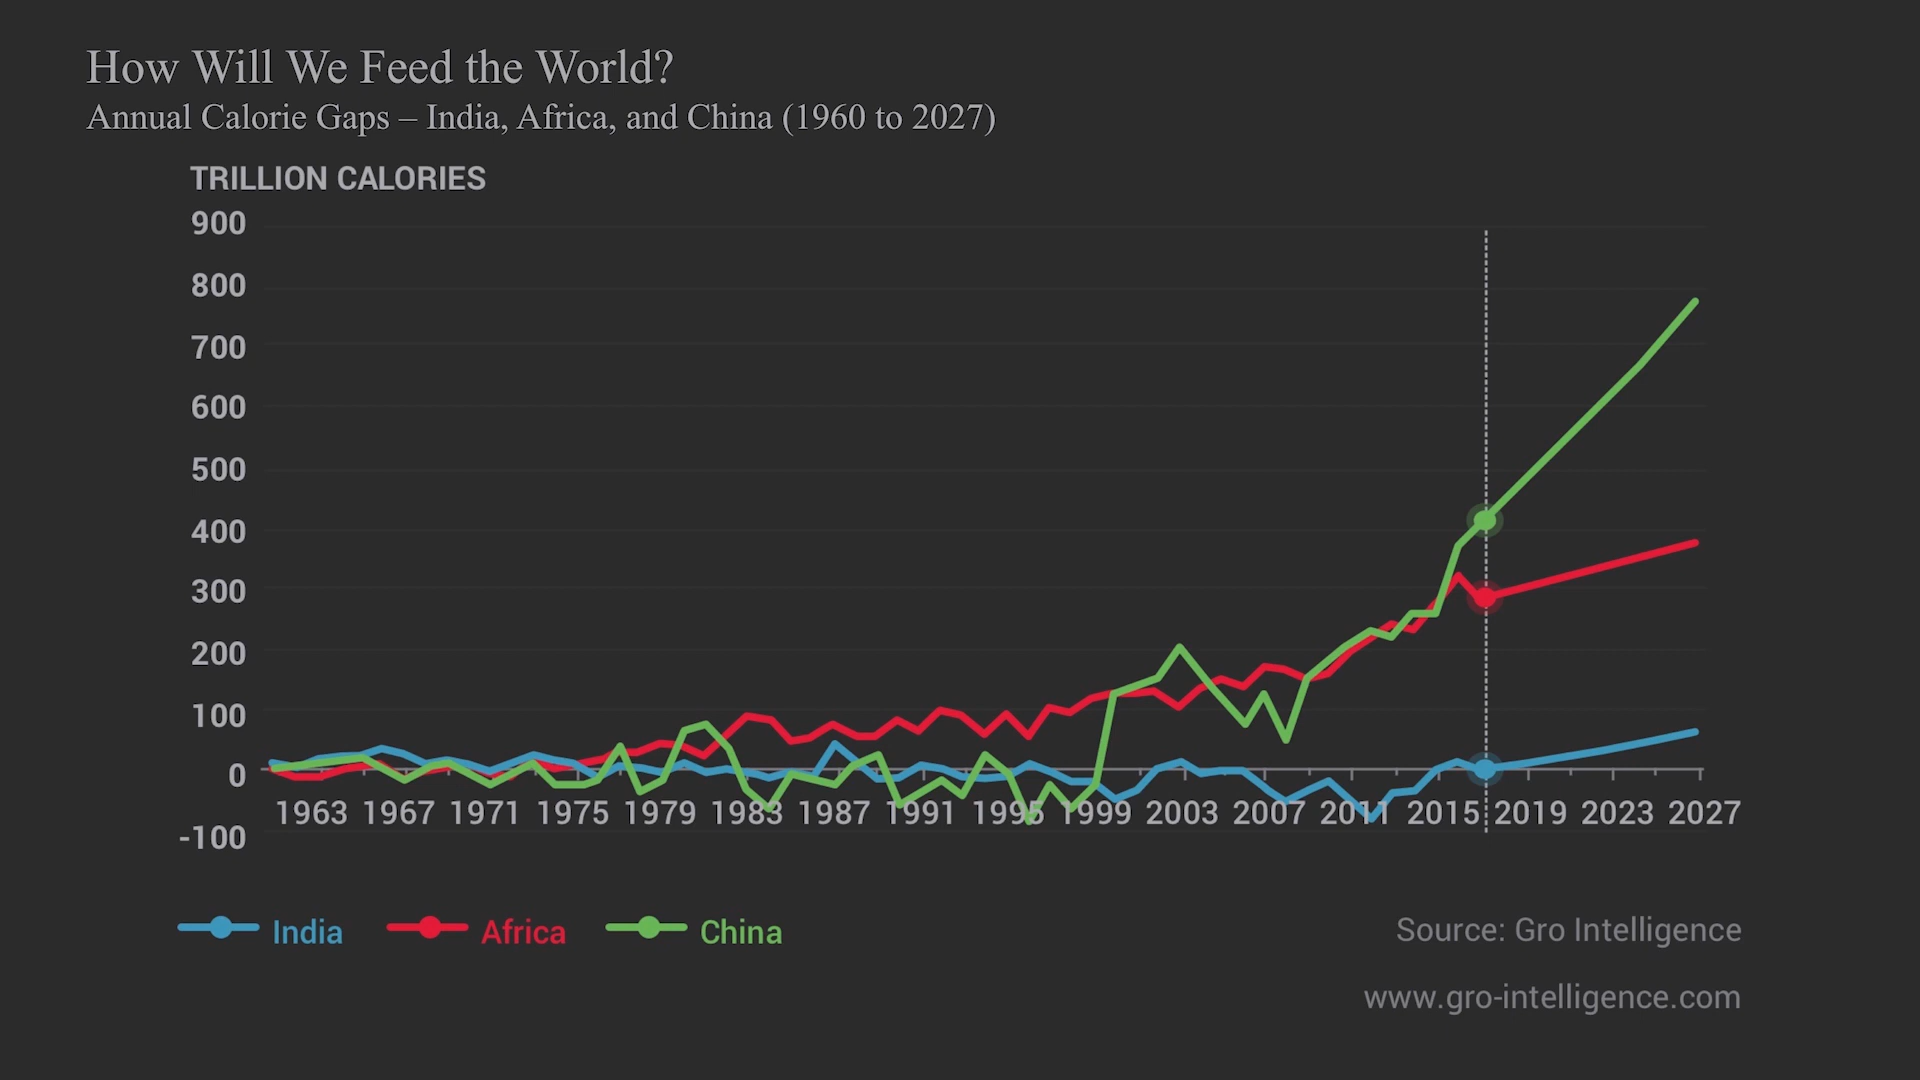 How Will We Feed the World?
Annual Calorie Gaps – India, Africa, and China (1960 to 2027)
TRILLION CALORIES
900
800
700
600
500
400
300
200
100
0
1963 1967 1971 1975 1979 1983 1987 1991 1995 1999 2003 2007 2011 2015 2019 2023 2027
-100
India Africa China
Source: Gro Intelligence
www.gro-intelligence.com